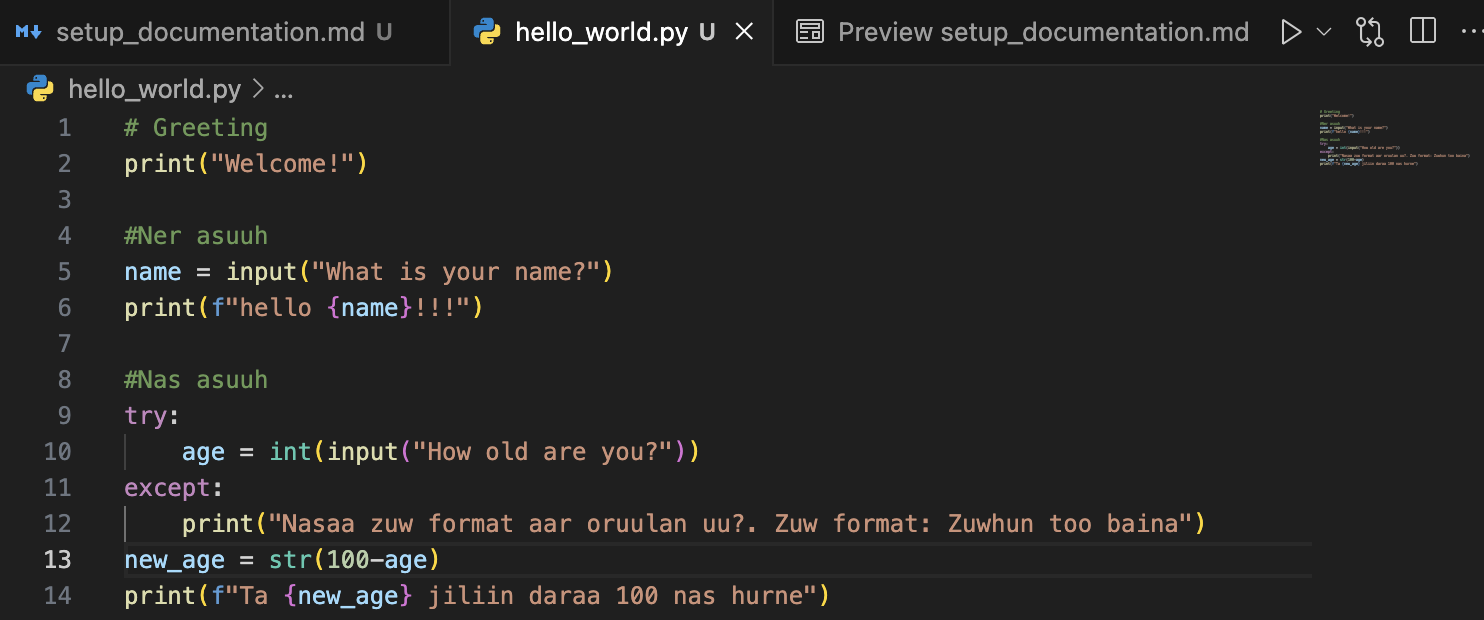 setup_documentation.md U
hello_world.py U
Preview setup_documentation.md
hello_world.py > ...
1 # Greeting
2 print("Welcome!")
3
4 #Ner asuuh
5 name = input("What is your name?")
6 print(f"hello {name}!!!")
7
8 #Nas asuuh
9 try:
10     age = int(input("How old are you?"))
11 except:
12     print("Nasaa zuw format aar oruulan uu?. Zuw format: Zuwhun too baina")
13 new_age = str(100-age)
14 print(f"Ta {new_age} jiliin daraa 100 nas hurne")